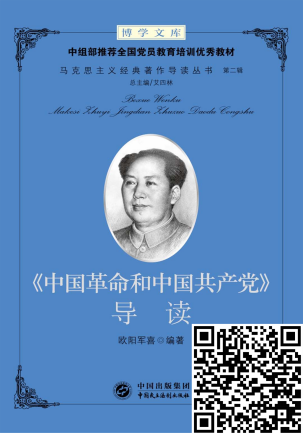 博学文库
中组部推荐全国党员教育培训优秀教材
马克思主义经典著作导读丛书 第二辑
总主编/艾四林
Boxue Wenku
Makesi Zhuyi Jingdian Zhuzuo Daodu Congshu
《中国革命和中国共产党》
导读
欧阳军喜◎编著
中国出版集团
中国民主法制出版社